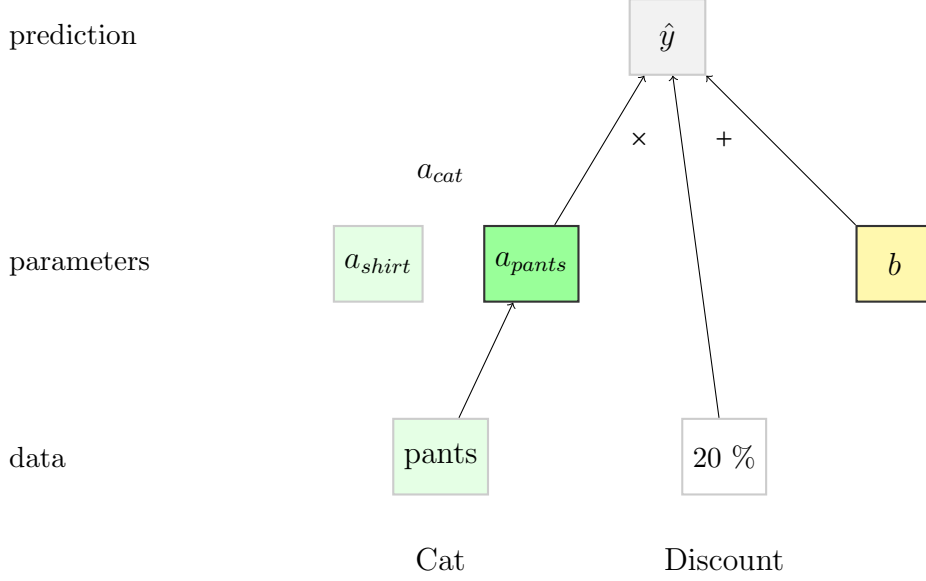 prediction
ŷ
× +
a_cat
parameters
a_shirt a_pants b
data
pants 20 %
Cat Discount